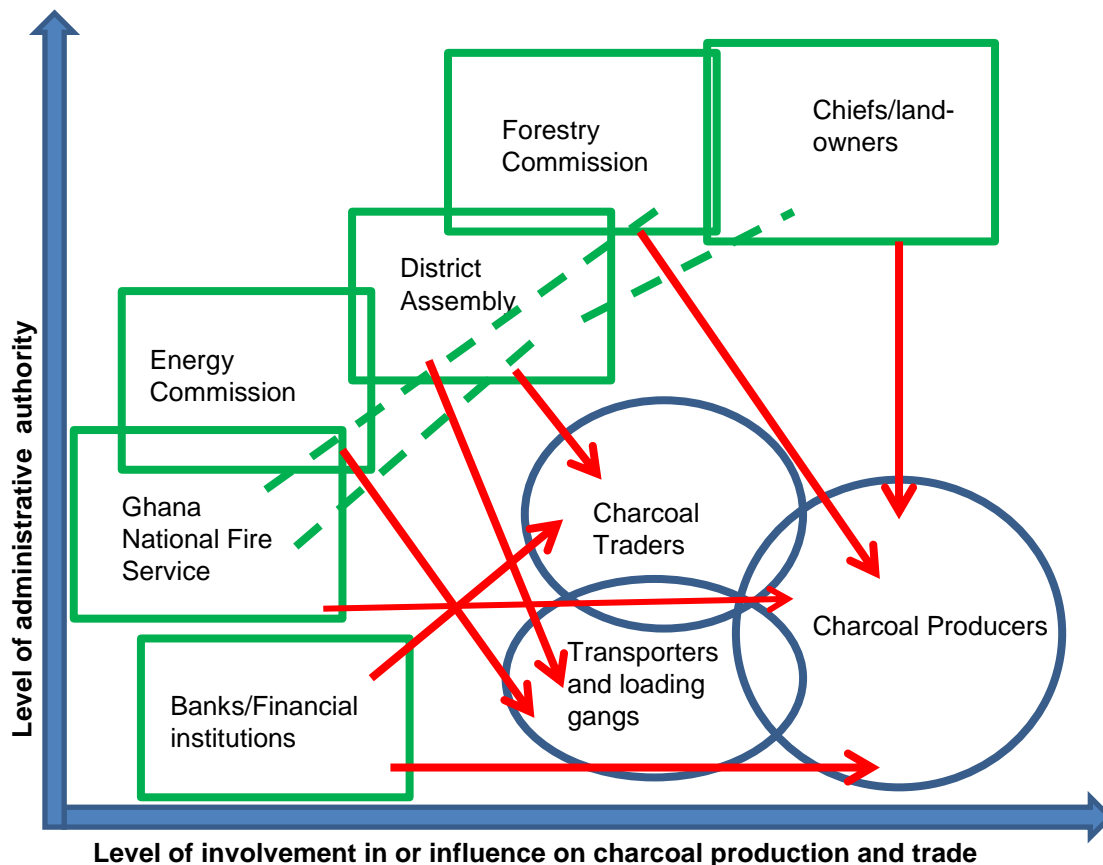 Forestry
Commission
Chiefs/land-
owners
District
Assembly
Energy
Commission
Ghana
National Fire
Service
Charcoal
Traders
Charcoal Producers
Transporters
and loading
gangs
Banks/Financial
institutions
Level of administrative authority
Level of involvement in or influence on charcoal production and trade